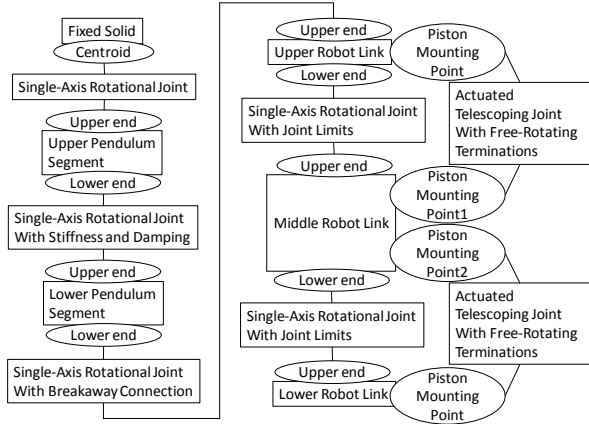 Fixed Solid
Centroid
Single-Axis Rotational Joint
Upper end
Upper Pendulum
Segment
Lower end
Single-Axis Rotational Joint
With Stiffness and Damping
Upper end
Lower Pendulum
Segment
Lower end
Single-Axis Rotational Joint
With Breakaway Connection
Upper end
Upper Robot Link
Lower end
Piston
Mounting
Point
Single-Axis Rotational Joint
With Joint Limits
Actuated
Telescoping Joint
With Free-Rotating
Terminations
Upper end
Middle Robot Link
Piston
Mounting
Point1
Piston
Mounting
Point2
Lower end
Single-Axis Rotational Joint
With Joint Limits
Actuated
Telescoping Joint
With Free-Rotating
Terminations
Upper end
Lower Robot Link
Piston
Mounting
Point